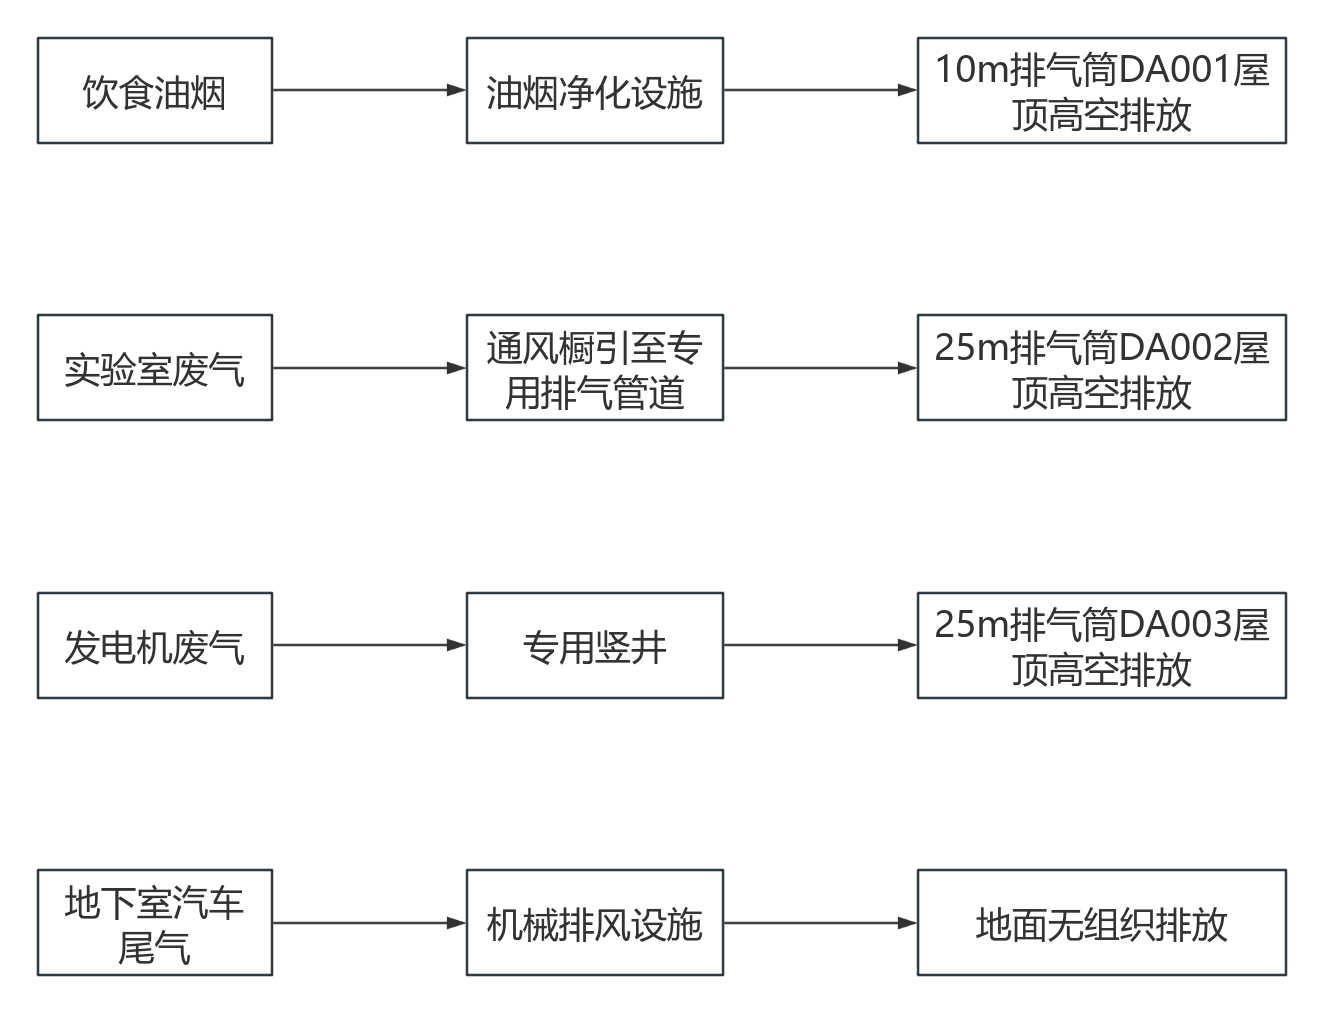 饮食油烟
油烟净化设施
10m排气筒DA001屋
顶高空排放
实验室废气
通风橱引至专
用排气管道
25m排气筒DA002屋
顶高空排放
发电机废气
专用竖井
25m排气筒DA003屋
顶高空排放
地下室汽车
尾气
机械排风设施
地面无组织排放